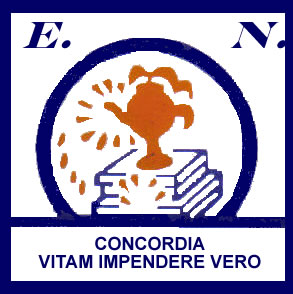 E. N.
CONCORDIA
VITAM IMPENDERE VERO